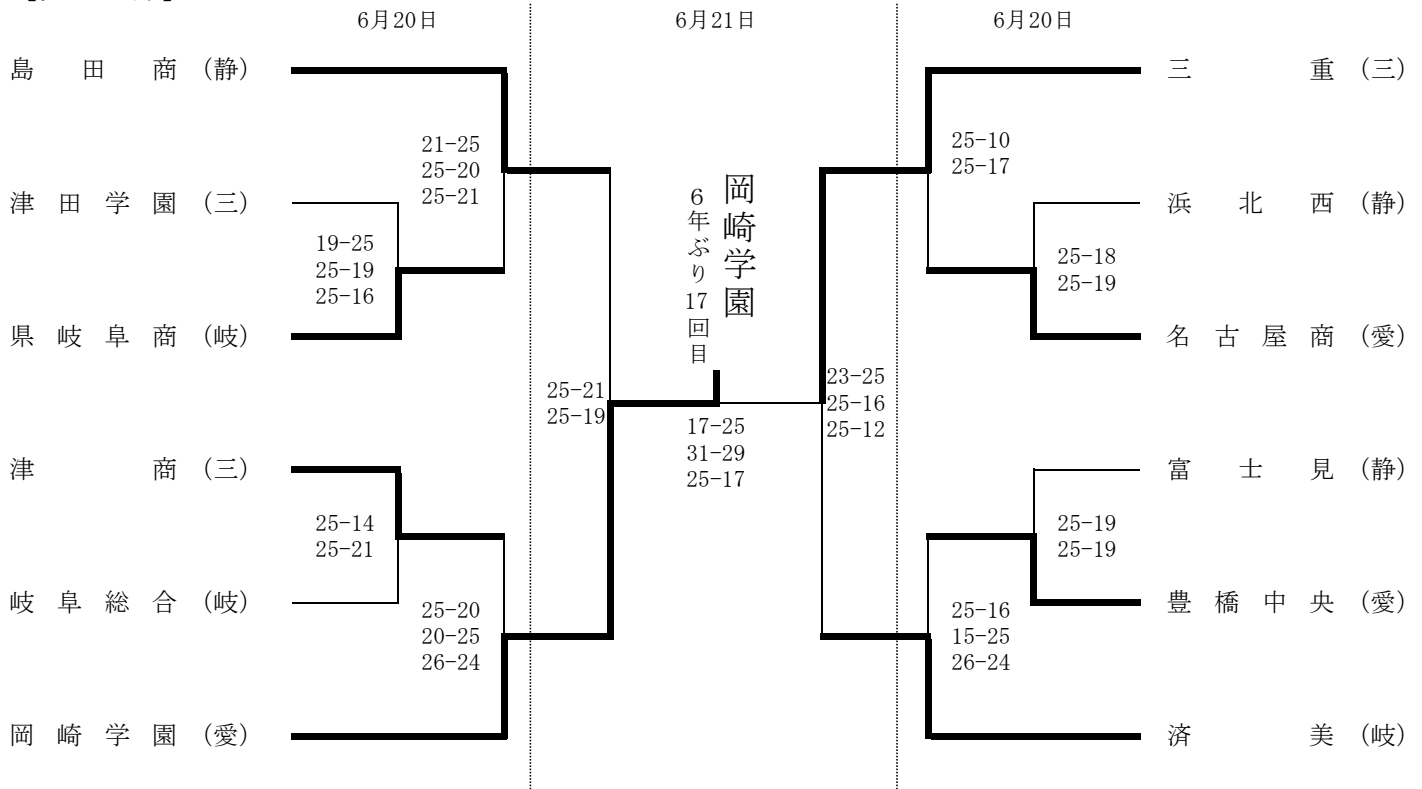 6月20日
6月21日
6月20日
島田商(静)
21-25
25-20
25-21
津田学園(三)
19-25
25-19
25-16
県岐阜商(岐)
津商(三)
25-14
25-21
岐阜総合(岐)
25-20
20-25
26-24
岡崎学園(愛)
25-21
25-19
岡崎学園
6年ぶり17回目
17-25
31-29
25-17
23-25
25-16
25-12
三重(三)
25-10
25-17
浜北西(静)
25-18
25-19
名古屋商(愛)
富士見(静)
25-19
25-19
豊橋中央(愛)
25-16
15-25
26-24
済美(岐)